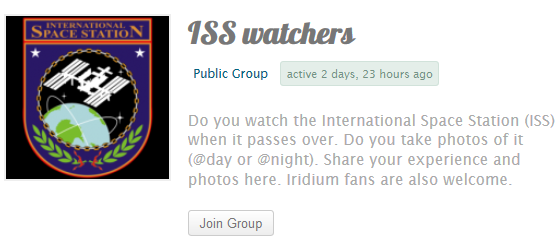 INTERNATIONAL
SPACE STATION
ISS watchers
Public Group
active 2 days, 23 hours ago
Do you watch the International Space Station (ISS)
when it passes over. Do you take photos of it
(@day or @night). Share your experience and
photos here. Iridium fans are also welcome.
Join Group